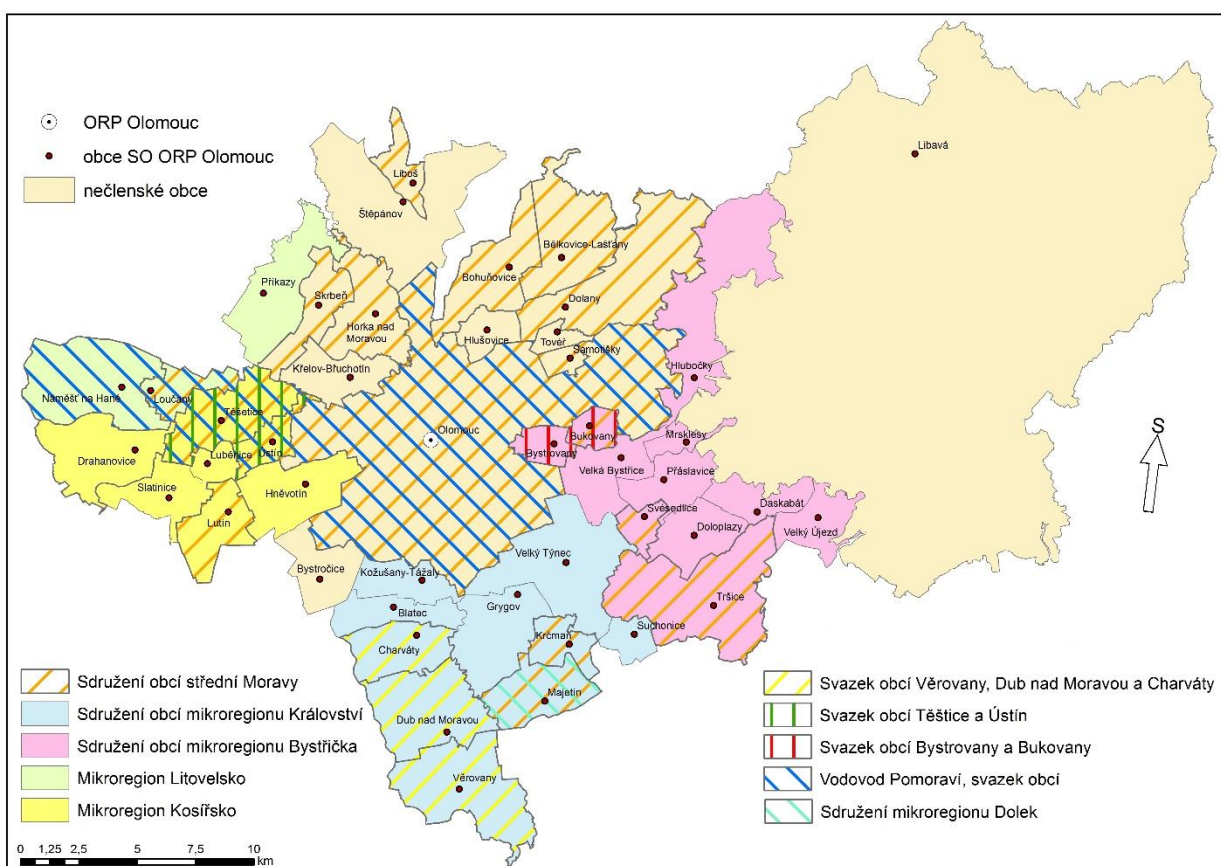 ORP Olomouc
obce SO ORP Olomouc
nečlenské obce
Libavá
Liboš
Štěpánov
Bělkovice-Lašťany
Bohuňovice
Příkazy
Skrbeň
Dolany
Horka nad
Moravou
Hlušovice
Tovéř
Samotišky
Křelov-Břuchotín
Hlubočky
Náměšť na Hané
Loučany
Těšetice
Olomouc
Bukovany
Mrsklesy
Ústín
Bystrovany
Drahanovice
Luběnice
Velká Bystřice
Přáslavice
Slatinice
Hněvotín
S
Lutín
Svésedlice
Daskabát
Doloplazy
Velký Újezd
Velký Týnec
Bystročice
Kožušany-Tážaly
Grygov
Tršice
Blatec
Suchonice
Krčmaň
Charváty
Majetín
Dub nad Moravou
Věrovany
Sdružení obcí střední Moravy
Sdružení obcí mikroregionu Království
Sdružení obcí mikroregionu Bystřička
Mikroregion Litovelsko
Mikroregion Kosířsko
Svazek obcí Věrovany, Dub nad Moravou a Charváty
Svazek obcí Těštice a Ústín
Svazek obcí Bystrovany a Bukovany
Vodovod Pomoraví, svazek obcí
Sdružení mikroregionu Dolek
0 1,25 2,5 5 7,5 10
km